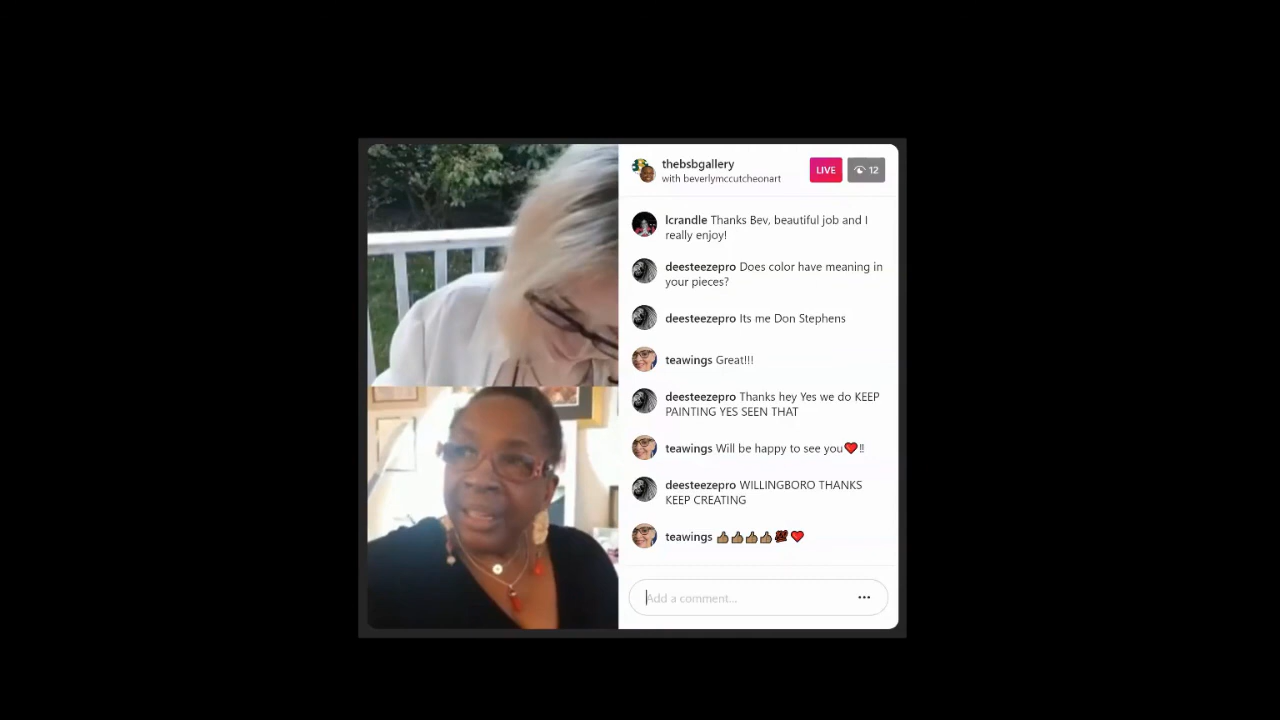 thebsbgallery
with beverlymccutcheonart
LIVE
12
lcrandle Thanks Bev, beautiful job and I
really enjoy!
deesteezepro Does color have meaning in
your pieces?
deesteezepro Its me Don Stephens
teawings Great!!!
deesteezepro Thanks hey Yes we do KEEP
PAINTING YES SEEN THAT
teawings Will be happy to see you❤️!!
deesteezepro WILLINGBORO THANKS
KEEP CREATING
teawings 👍🏾👍🏾👍🏾👍🏾💯❤️
Add a comment...